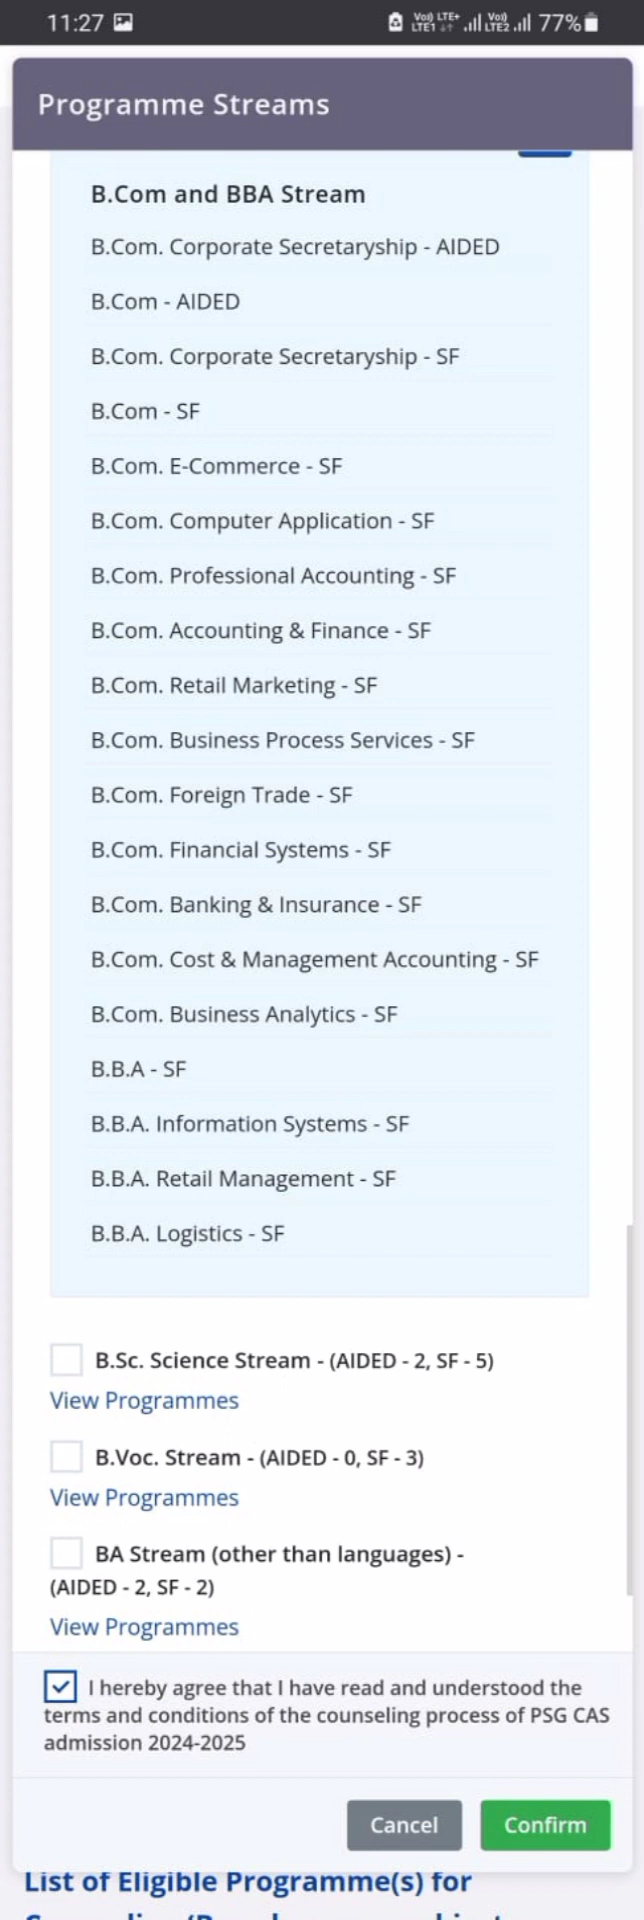 11:27
Vo) LTE+ Vo) 77%
LTE1 LTE2
Programme Streams
B.Com and BBA Stream
B.Com. Corporate Secretaryship - AIDED
B.Com - AIDED
B.Com. Corporate Secretaryship - SF
B.Com - SF
B.Com. E-Commerce - SF
B.Com. Computer Application - SF
B.Com. Professional Accounting - SF
B.Com. Accounting & Finance - SF
B.Com. Retail Marketing - SF
B.Com. Business Process Services - SF
B.Com. Foreign Trade - SF
B.Com. Financial Systems - SF
B.Com. Banking & Insurance - SF
B.Com. Cost & Management Accounting - SF
B.Com. Business Analytics - SF
B.B.A - SF
B.B.A. Information Systems - SF
B.B.A. Retail Management - SF
B.B.A. Logistics - SF
B.Sc. Science Stream - (AIDED - 2, SF - 5)
View Programmes
B.Voc. Stream - (AIDED - 0, SF - 3)
View Programmes
BA Stream (other than languages) -
(AIDED - 2, SF - 2)
View Programmes
I hereby agree that I have read and understood the
terms and conditions of the counseling process of PSG CAS
admission 2024-2025
Cancel Confirm
List of Eligible Programme(s) for